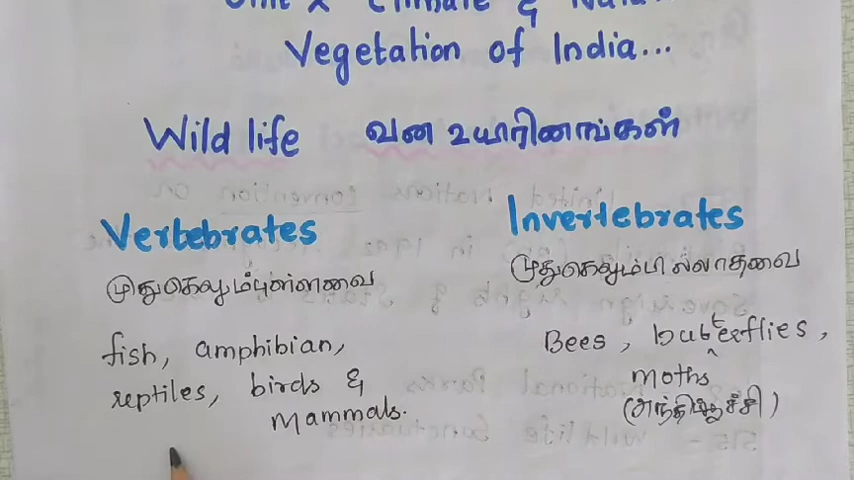 Vegetation of India...
Wild life வன உயிரினங்கள்
Vertebrates
முதுகெலும்புள்ளவை
fish, amphibian,
reptiles, birds &
Mammals.
Invertebrates
முதுகெலும்பில்லாதவை
Bees, butterflies,
moths
(அந்திபூச்சி)